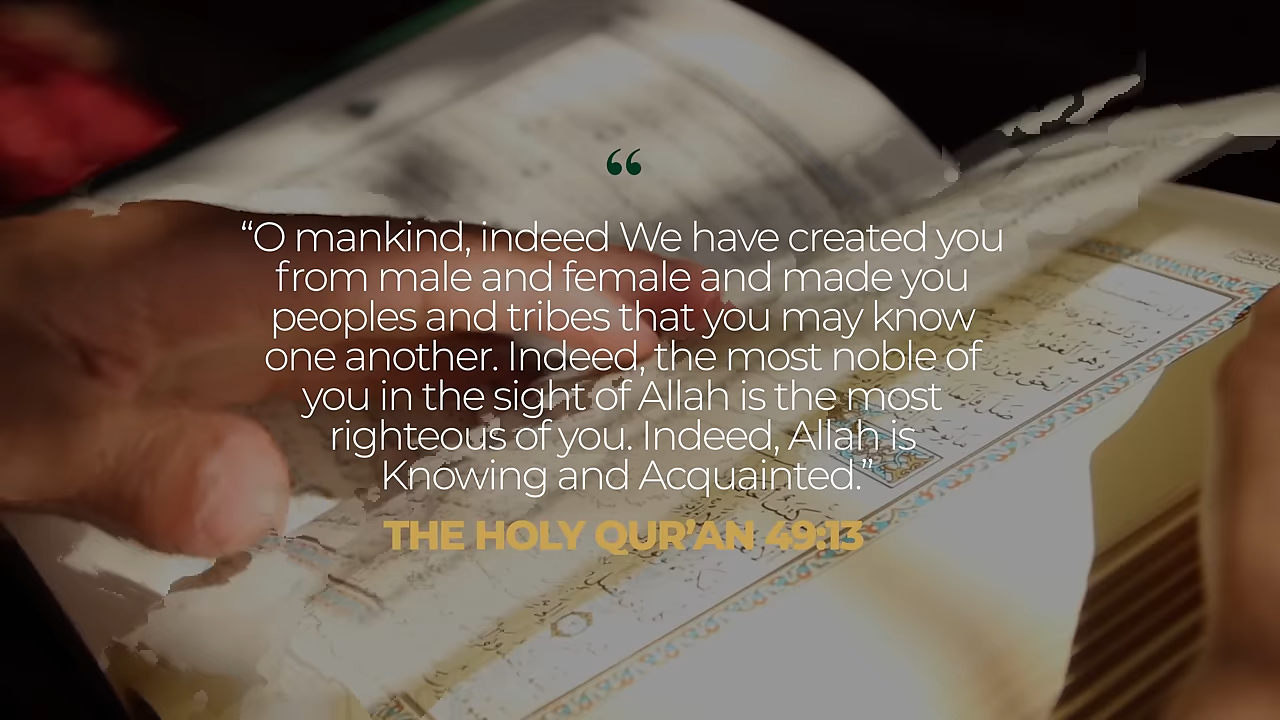 “
“O mankind, indeed We have created you
from male and female and made you
peoples and tribes that you may know
one another. Indeed, the most noble of
you in the sight of Allah is the most
righteous of you. Indeed, Allah is
Knowing and Acquainted.”
THE HOLY QUR’AN 49:13